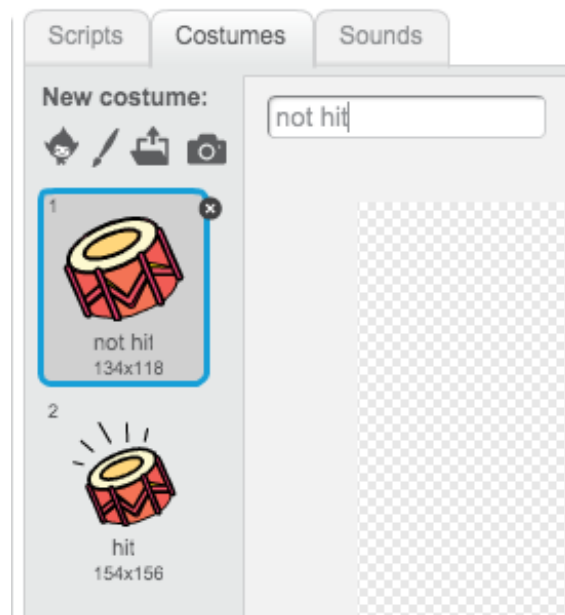 Scripts Costumes Sounds
New costume:
not hit
1
not hit
134x118
2
hit
154x156